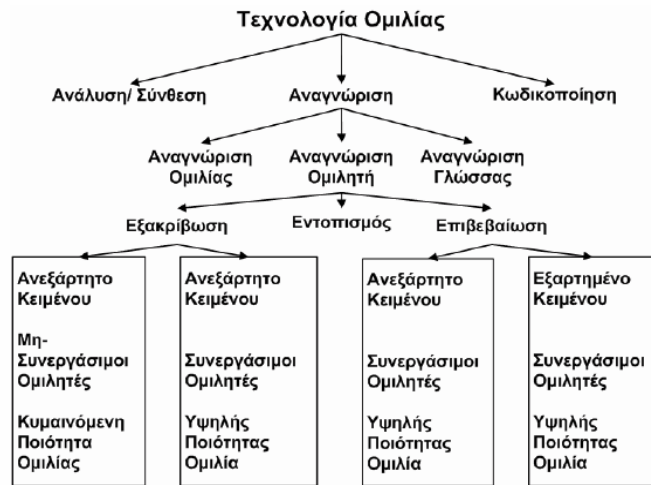 Τεχνολογία Ομιλίας
Ανάλυση/ Σύνθεση
Αναγνώριση
Κωδικοποίηση
Αναγνώριση
Ομιλίας
Αναγνώριση
Ομιλητή
Αναγνώριση
Γλώσσας
Εξακρίβωση
Εντοπισμός
Επιβεβαίωση
Ανεξάρτητο
Κειμένου
Μη-
Συνεργάσιμοι
Ομιλητές
Κυμαινόμενη
Ποιότητα
Ομιλίας
Ανεξάρτητο
Κειμένου
Συνεργάσιμοι
Ομιλητές
Υψηλής
Ποιότητας
Ομιλία
Ανεξάρτητο
Κειμένου
Συνεργάσιμοι
Ομιλητές
Υψηλής
Ποιότητας
Ομιλία
Εξαρτημένο
Κειμένου
Συνεργάσιμοι
Ομιλητές
Υψηλής
Ποιότητας
Ομιλία